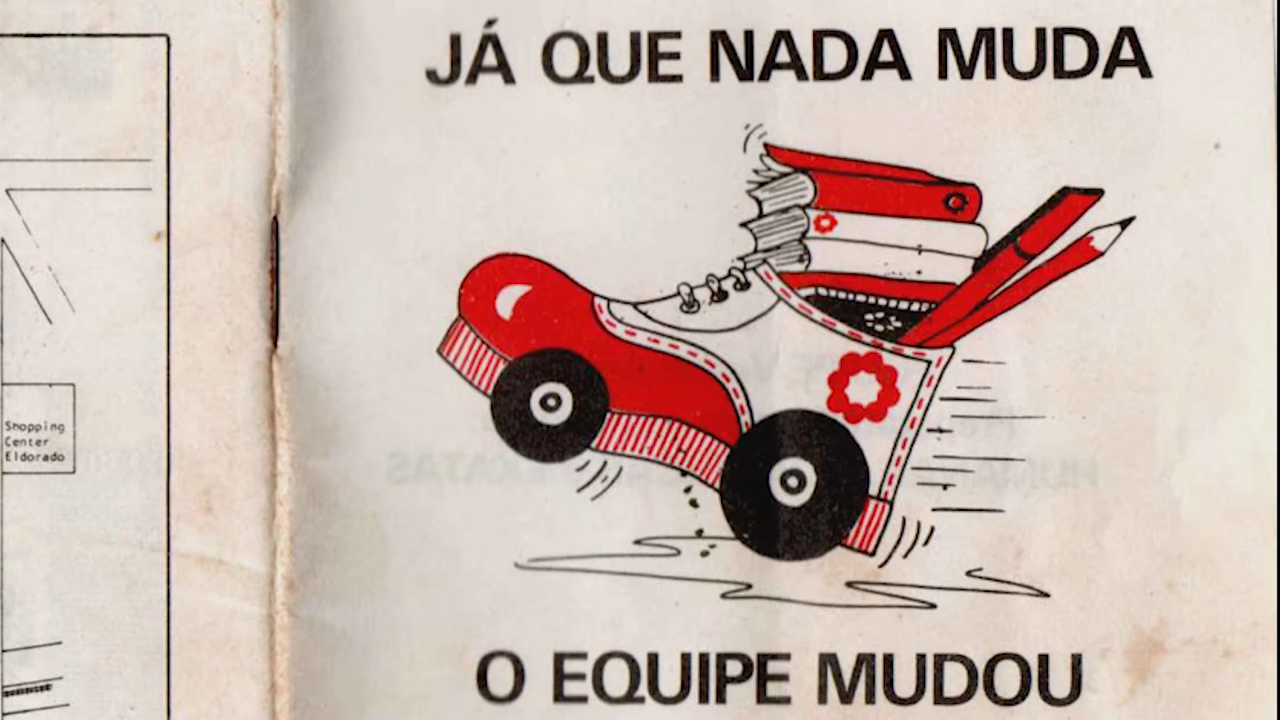 JÁ QUE NADA MUDA
Shopping
Center
Eldorado
O EQUIPE MUDOU